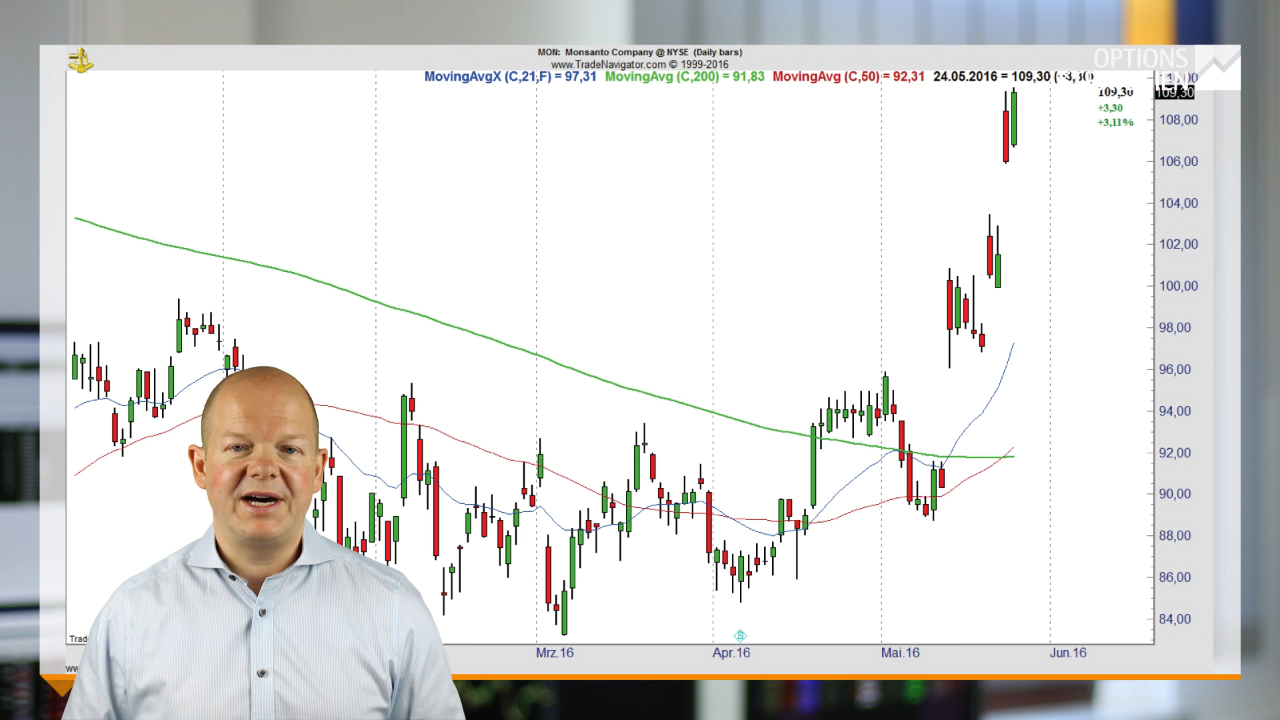 MON: Monsanto Company @ NYSE (Daily bars)
www.TradeNavigator.com © 1999-2016
MovingAvgX (C,21,F) = 97,31 MovingAvg (C,200) = 91,83 MovingAvg (C,50) = 92,31 24.05.2016 = 109,30
OPTIONS
109,30
109,30
+3,30
+3,11%
108,00
106,00
104,00
102,00
100,00
98,00
96,00
94,00
92,00
90,00
88,00
86,00
84,00
Trad
Mrz.16
Apr.16
Mai.16
Jun.16